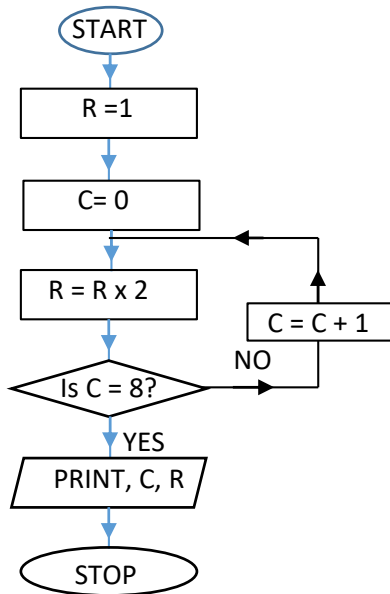 START
R =1
C= 0
R = R x 2
C = C + 1
NO
Is C = 8?
YES
PRINT, C, R
STOP